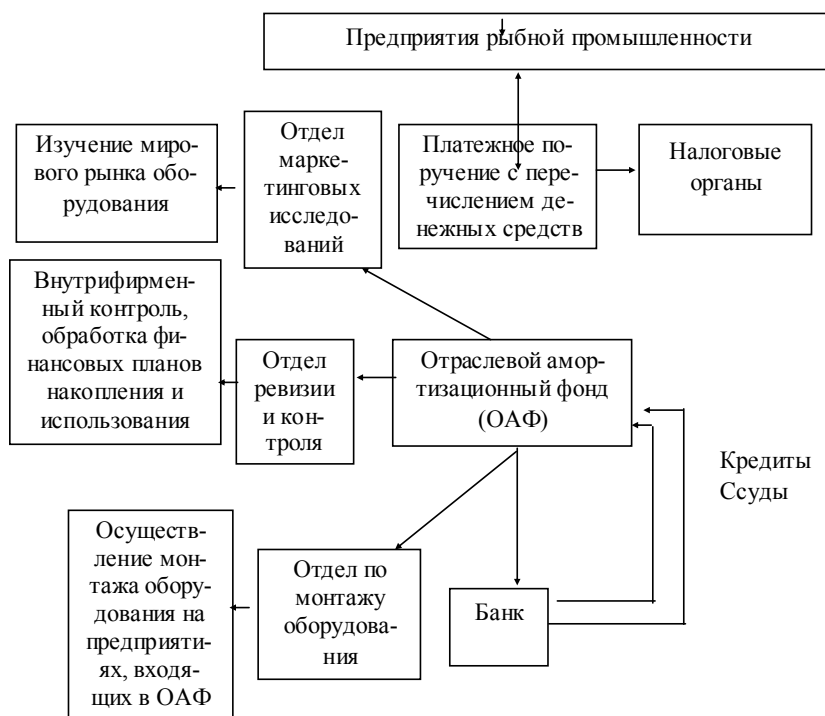 Предприятия рыбной промышленности
Отдел
марке-
тинговых
исследо-
ваний
Изучение миро-
вого рынка обо-
рудования
Платежное по-
ручение с пере-
числением де-
нежных средств
Налоговые
органы
Внутрифирмен-
ный контроль,
обработка фи-
нансовых планов
накопления и
использования
Отдел
ревизии
и кон-
троля
Отраслевой амор-
тизационный фонд
(ОАФ)
Кредиты
Ссуды
Осуществ-
ление мон-
тажа обору-
дования на
предприяти-
ях, входя-
щих в ОАФ
Отдел по
монтажу
оборудова-
ния
Банк